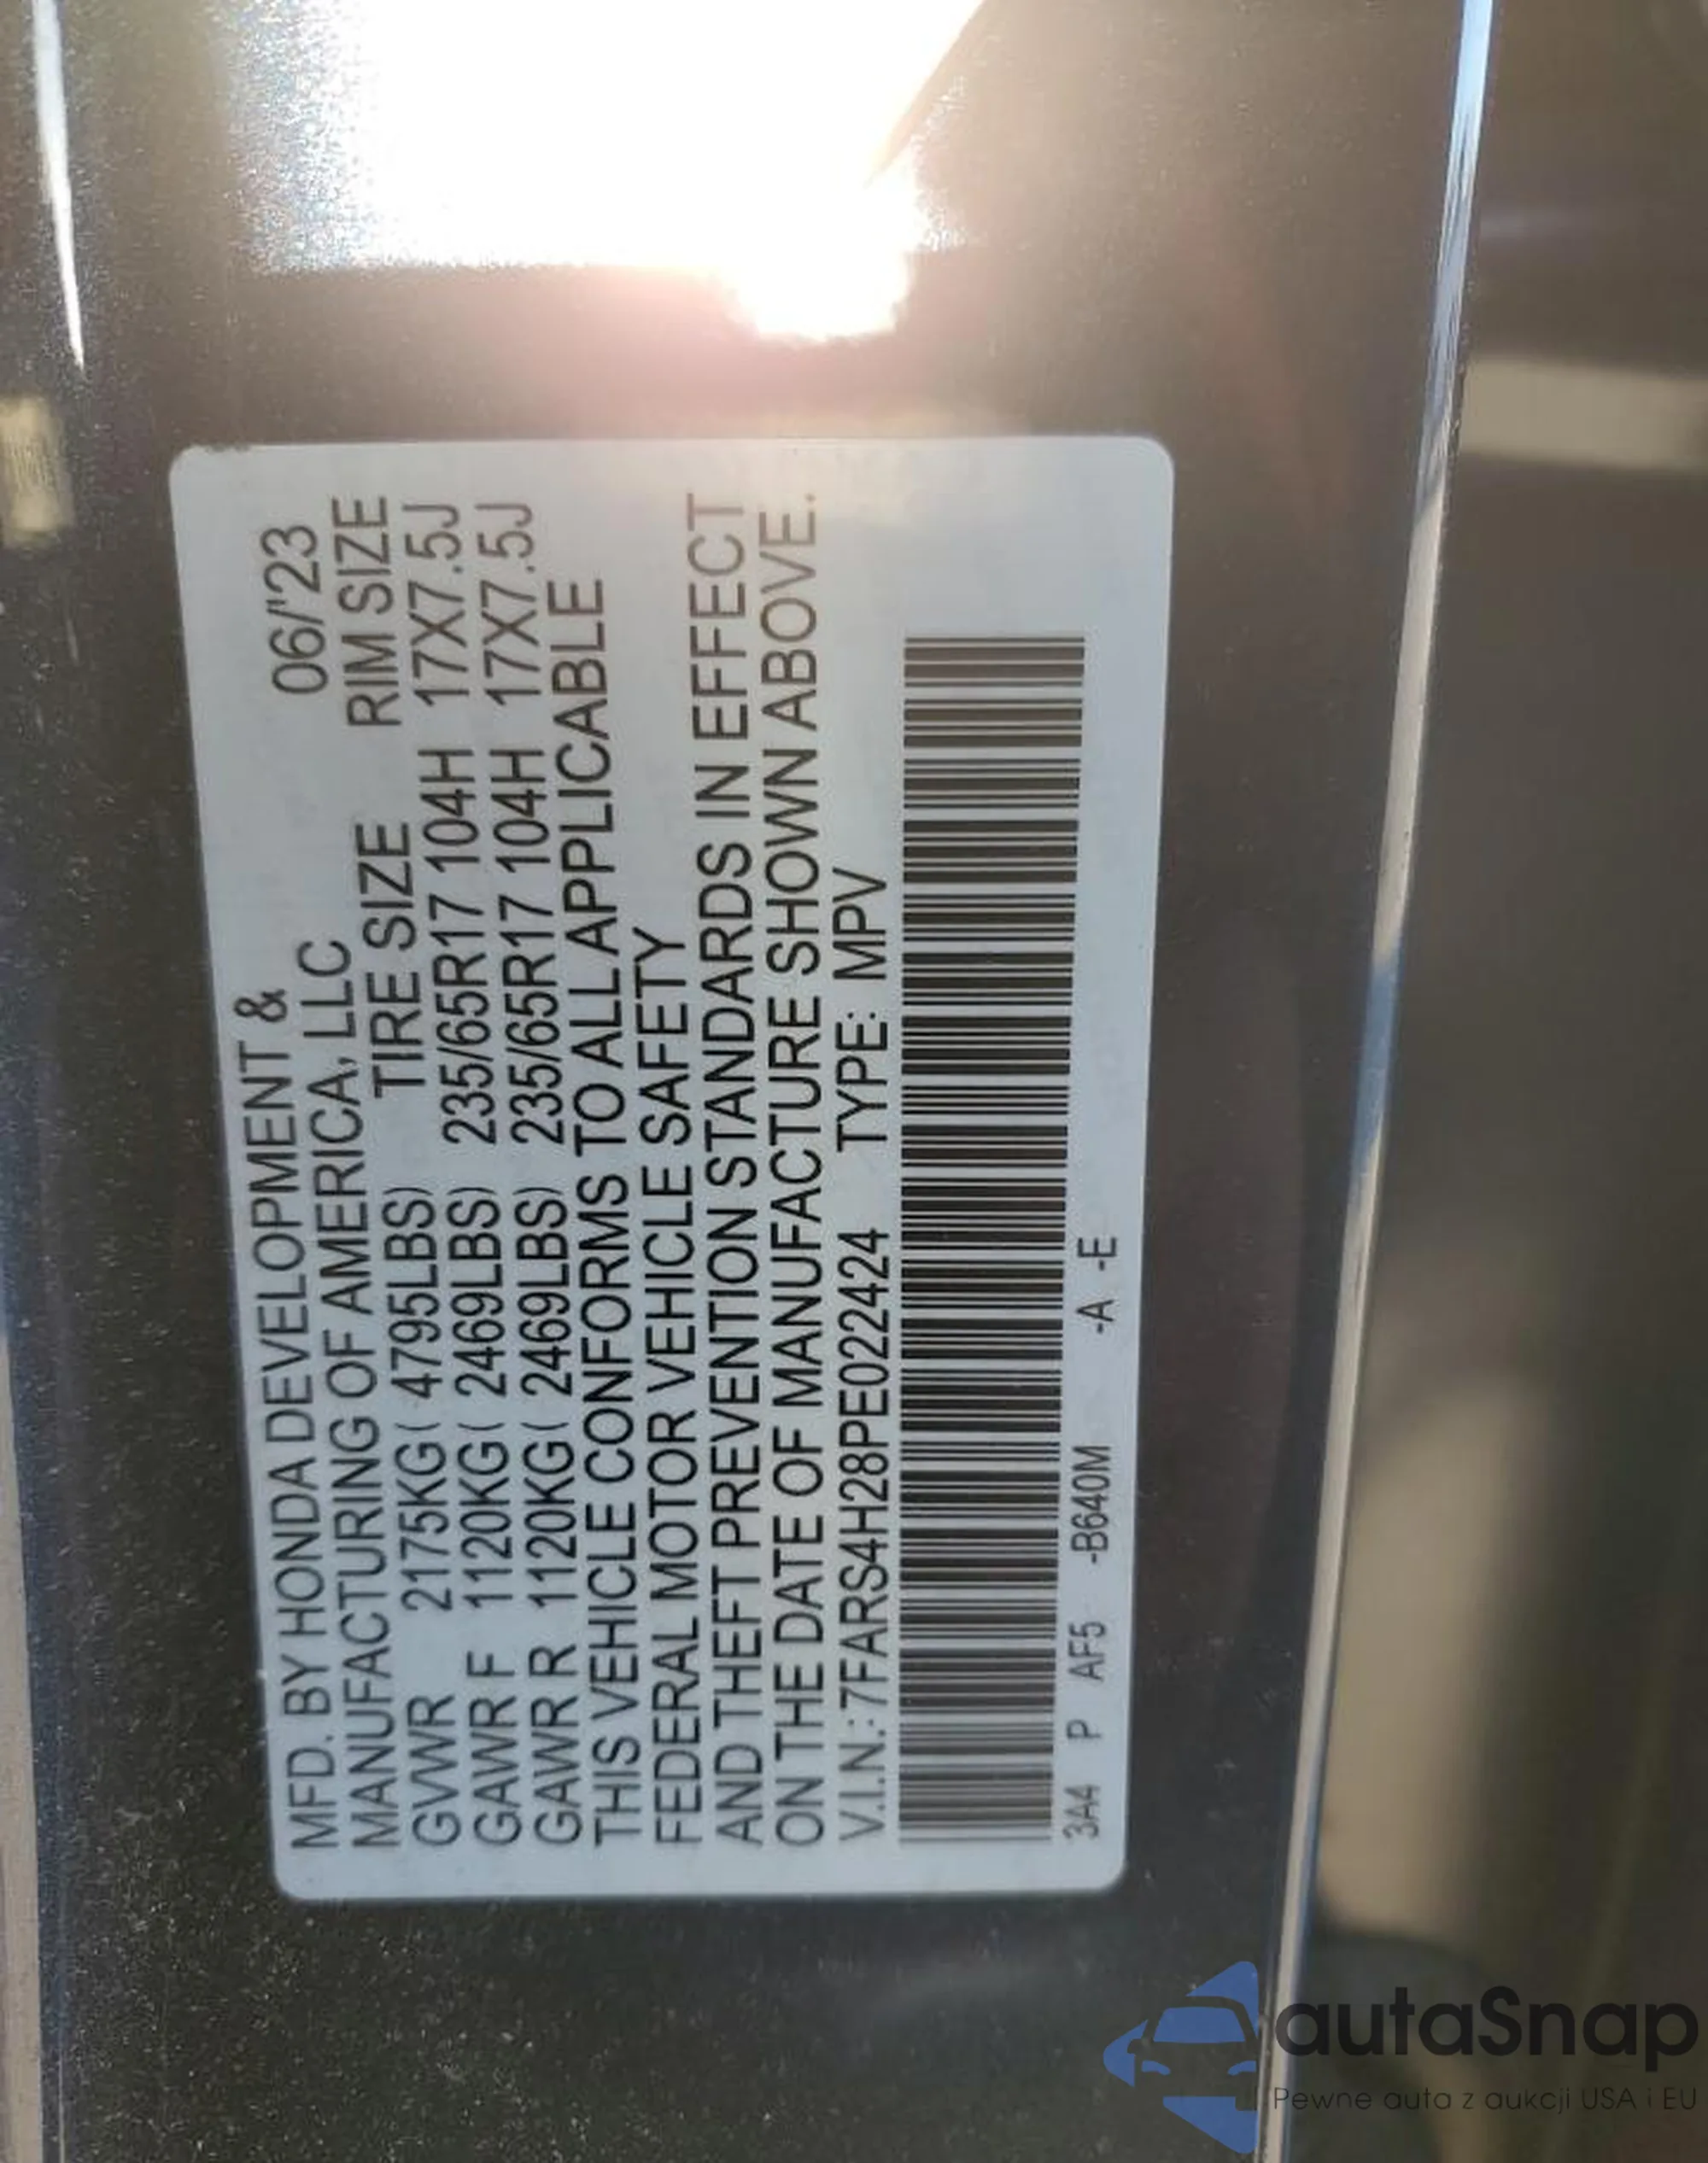 MFD. BY HONDA DEVELOPMENT &
MANUFACTURING OF AMERICA, LLC 06/'23
TIRE SIZE RIM SIZE
GVWR 2175KG( 4795LBS) 235/65R17 104H 17X7.5J
GAWR F 1120KG( 2469LBS) 235/65R17 104H 17X7.5J
GAWR R 1120KG( 2469LBS)
THIS VEHICLE CONFORMS TO ALL APPLICABLE
FEDERAL MOTOR VEHICLE SAFETY
AND THEFT PREVENTION STANDARDS IN EFFECT
ON THE DATE OF MANUFACTURE SHOWN ABOVE.
V.I.N.:7FARS4H28PE022424 TYPE: MPV
3A4 P AF5 -B640M -A -E
autaSnap
Pewne auta z aukcji USA i EU